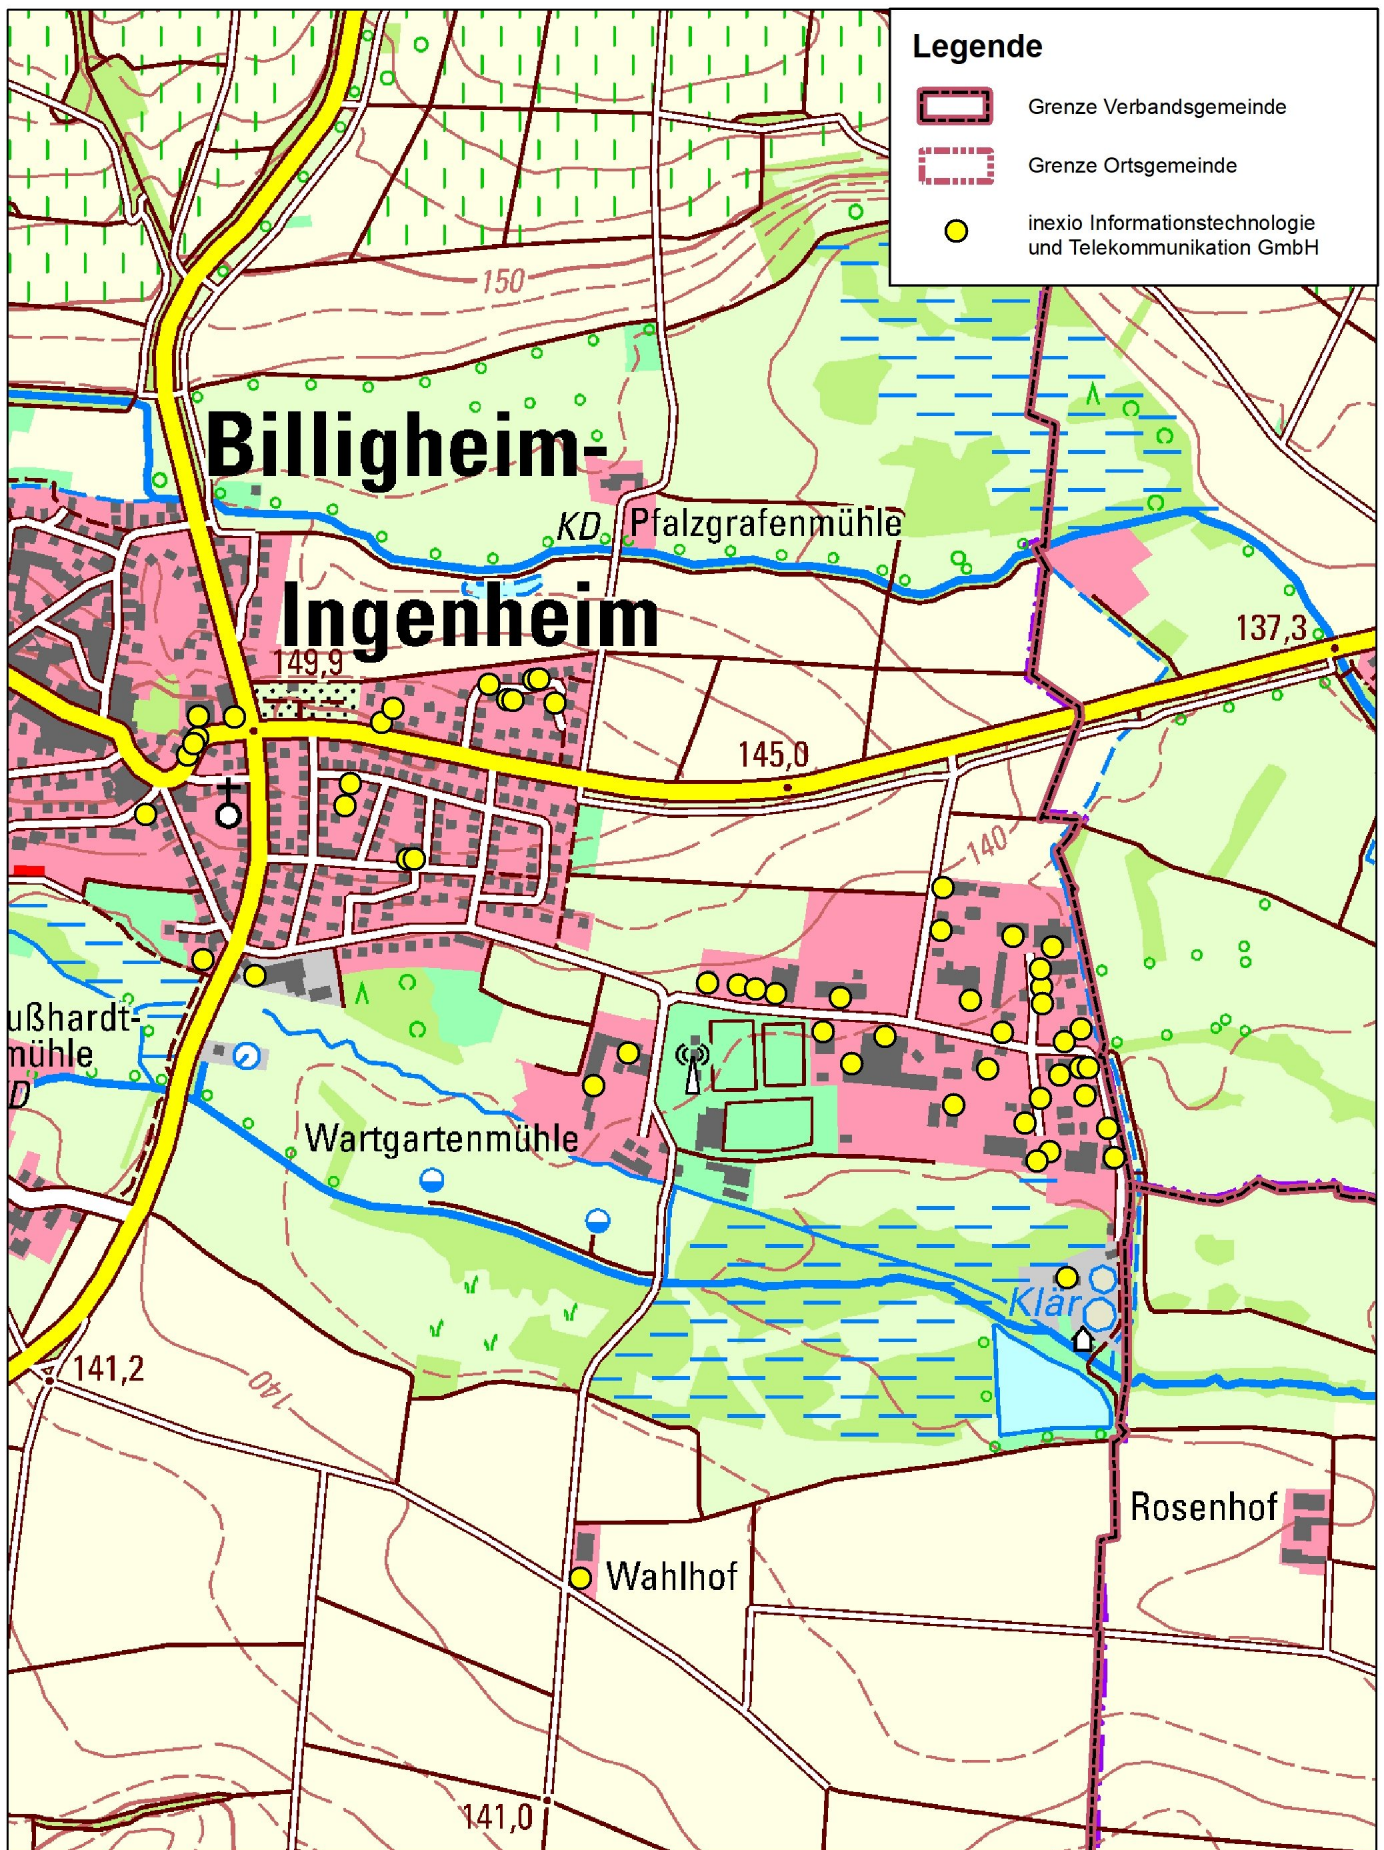 Legende
Grenze Verbandsgemeinde
Grenze Ortsgemeinde
inexio Informationstechnologie
und Telekommunikation GmbH
150
Billigheim-
KD Pfalzgrafenmühle
Ingenheim
137,3
149,9
145,0
140
ußhardt-
mühle
D
Wartgartenmühle
Klär
141,2
140
Rosenhof
Wahlhof
141,0